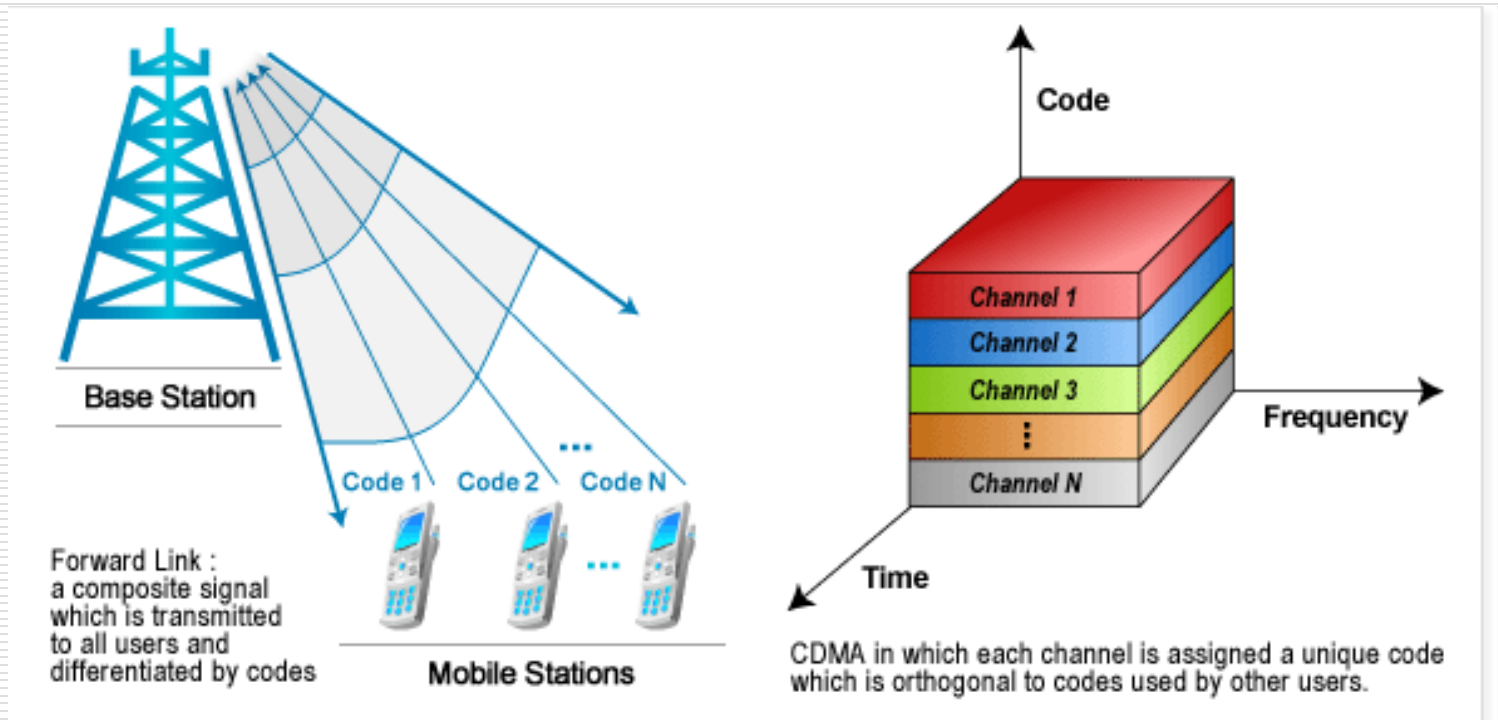 Base Station
Code 1
Code 2
...
Code N
...
Forward Link :
a composite signal
which is transmitted
to all users and
differentiated by codes
Mobile Stations
Code
Channel 1
Channel 2
Channel 3
⋮
Channel N
Frequency
Time
CDMA in which each channel is assigned a unique code
which is orthogonal to codes used by other users.